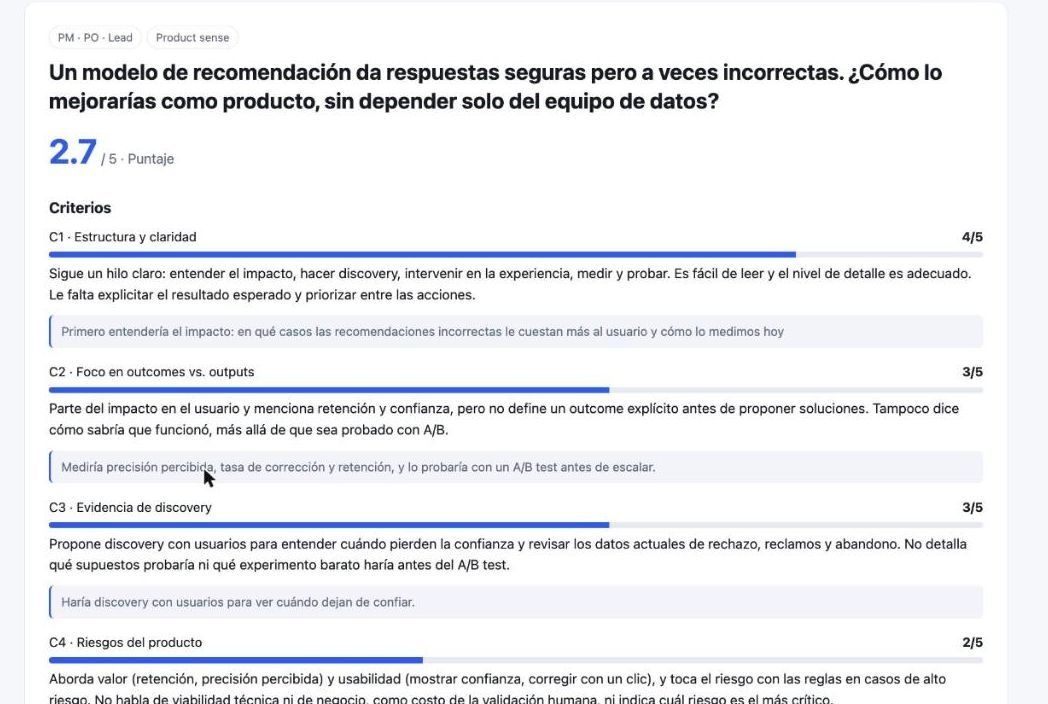 PM · PO · Lead
Product sense
Un modelo de recomendación da respuestas seguras pero a veces incorrectas. ¿Cómo lo
mejorarías como producto, sin depender solo del equipo de datos?
2.7 / 5 · Puntaje
Criterios
C1 · Estructura y claridad 4/5
Sigue un hilo claro: entender el impacto, hacer discovery, intervenir en la experiencia, medir y probar. Es fácil de leer y el nivel de detalle es adecuado.
Le falta explicitar el resultado esperado y priorizar entre las acciones.
Primero entendería el impacto: en qué casos las recomendaciones incorrectas le cuestan más al usuario y cómo lo medimos hoy
C2 · Foco en outcomes vs. outputs 3/5
Parte del impacto en el usuario y menciona retención y confianza, pero no define un outcome explícito antes de proponer soluciones. Tampoco dice
cómo sabría que funcionó, más allá de que sea probado con A/B.
Mediría precisión percibida, tasa de corrección y retención, y lo probaría con un A/B test antes de escalar.
C3 · Evidencia de discovery 3/5
Propone discovery con usuarios para entender cuándo pierden la confianza y revisar los datos actuales de rechazo, reclamos y abandono. No detalla
qué supuestos probaría ni qué experimento barato haría antes del A/B test.
Haría discovery con usuarios para ver cuándo dejan de confiar.
C4 · Riesgos del producto 2/5
Aborda valor (retención, precisión percibida) y usabilidad (mostrar confianza, corregir con un clic), y toca el riesgo con las reglas en casos de alto
riesgo. No habla de viabilidad técnica ni de negocio, como costo de la validación humana, ni indica cuál riesgo es el más crítico.